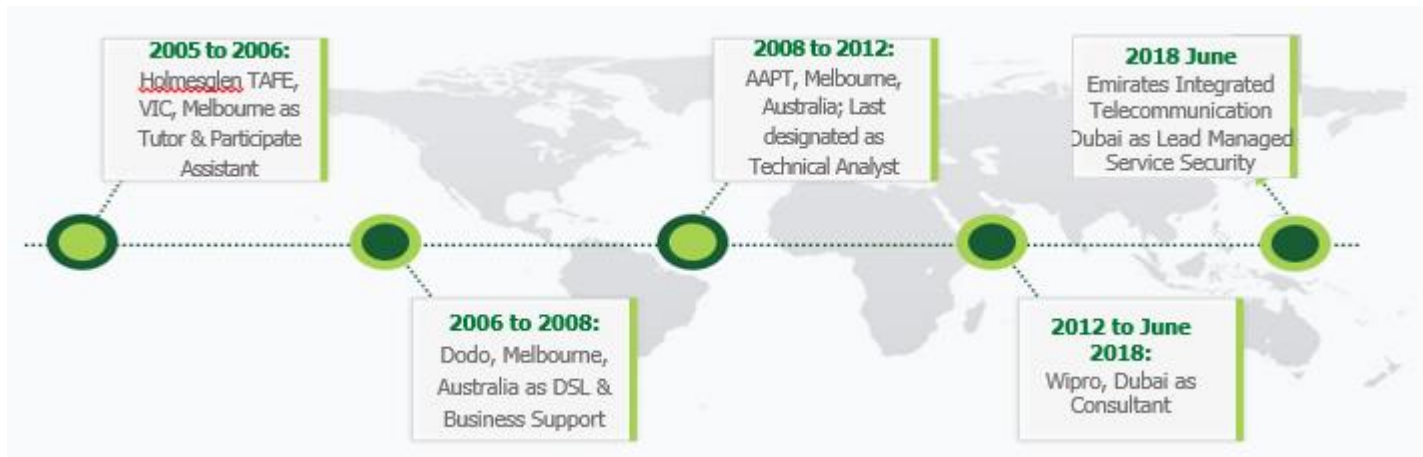 2005 to 2006:
Holmesglen TAFE,
VIC, Melbourne as
Tutor & Participate
Assistant
2006 to 2008:
Dodo, Melbourne,
Australia as DSL &
Business Support
2008 to 2012:
AAPT, Melbourne,
Australia; Last
designated as
Technical Analyst
2012 to June
2018:
Wipro, Dubai as
Consultant
2018 June
Emirates Integrated
Telecommunication
Dubai as Lead Managed
Service Security